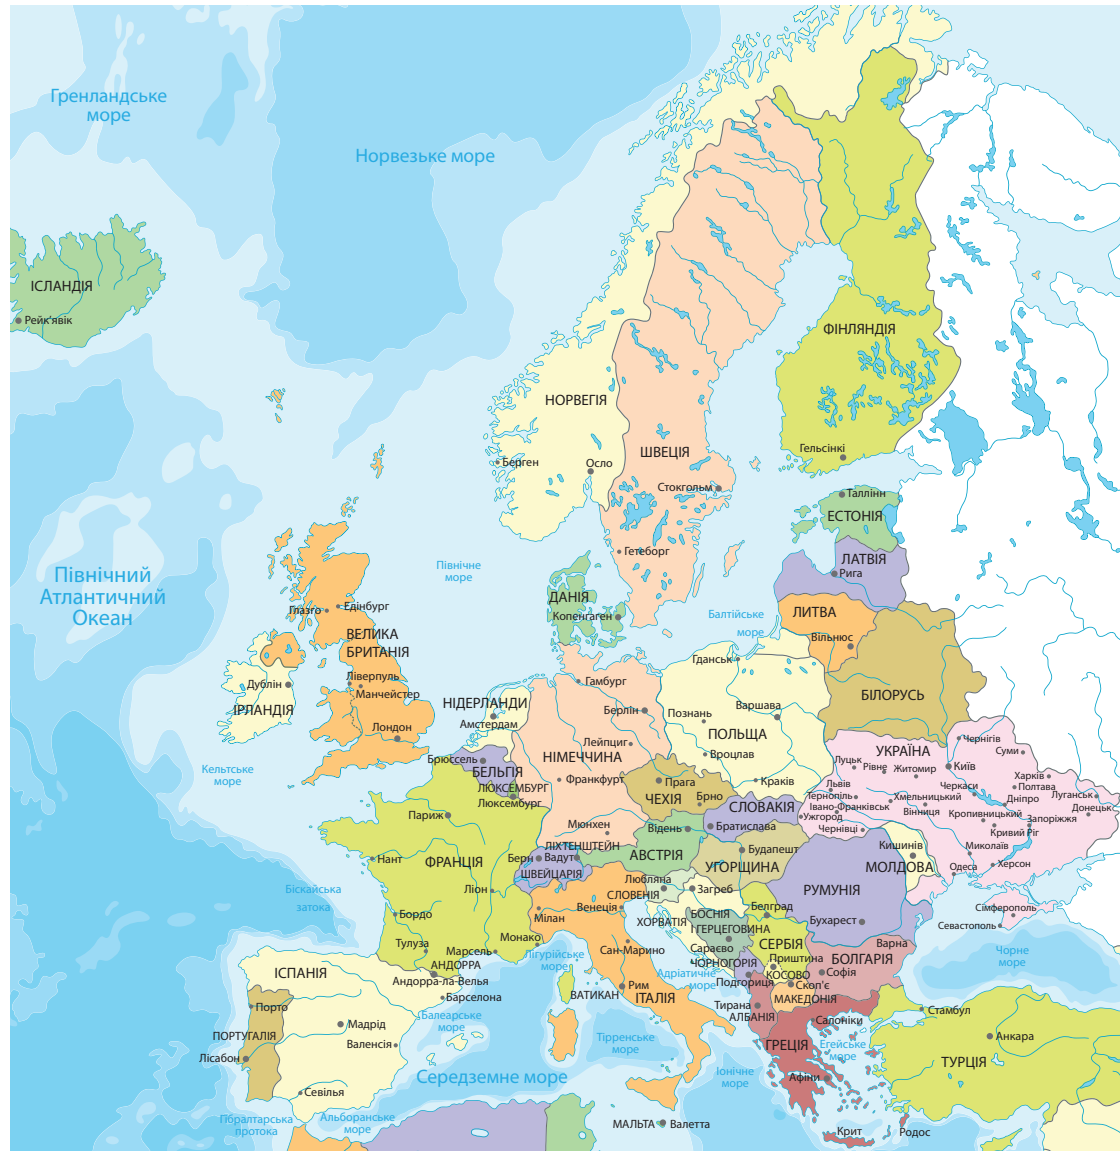 Гренландське
море
Норвезьке море
ІСЛАНДІЯ
Рейк'явік
ФІНЛЯНДІЯ
НОРВЕГІЯ
ШВЕЦІЯ
Гельсінкі
Берген
Осло
Стокгольм
Таллінн
ЕСТОНІЯ
Гетеборг
ЛАТВІЯ
Рига
Північне
море
Північний
Атлантичний
Океан
ДАНІЯ
Копенгаген
Балтійське
море
ЛИТВА
Вільнюс
Глазго
Едінбург
ВЕЛИКА
БРИТАНІЯ
Ліверпуль
Манчейстер
Лондон
Дублін
ІРЛАНДІЯ
Гданськ
Гамбург
БІЛОРУСЬ
НІДЕРЛАНДИ
Амстердам
Берлін
Познань
Варшава
ПОЛЬЩА
Лейпциг
Вроцлав
НІМЕЧЧИНА
Франкфурт
Краків
УКРАЇНА
Чернігів
Суми
Луцьк
Рівне
Житомир
Київ
Харків
Полтава
Львів
Черкаси
Луганськ
Тернопіль
Хмельницький
Дніпро
Донецьк
Івано-Франківськ
Вінниця
Кропивницький
Запоріжжя
Ужгород
Чернівці
Кривий Ріг
Миколаїв
Одеса
Херсон
Сімферополь
Севастополь
Кельтське
море
Брюссель
БЕЛЬГІЯ
ЛЮКСЕМБУРГ
Люксембург
Прага
ЧЕХІЯ
Брно
СЛОВАКІЯ
Братислава
Париж
Мюнхен
Відень
ЛІХТЕНШТЕЙН
Берн
Вадуц
АВСТРІЯ
Будапешт
УГОРЩИНА
Кишинів
МОЛДОВА
Нант
ФРАНЦІЯ
ШВЕЙЦАРІЯ
Ліон
Любляна
СЛОВЕНІЯ
Загреб
РУМУНІЯ
Біскайська
затока
Бордо
Мілан
Венеція
ХОРВАТІЯ
БОСНІЯ
І ГЕРЦЕГОВИНА
Белград
Бухарест
Тулуза
Марсель
Монако
Лігурійське
море
Сан-Марино
Сараєво
СЕРБІЯ
Варна
БОЛГАРІЯ
Чорне
море
АНДОРРА
Андорра-ла-Велья
ЧОРНОГОРІЯ
Приштина
КОСОВО
Софія
ІСПАНІЯ
Адріатичне
море
Подгориця
Скоп'є
МАКЕДОНІЯ
Барселона
ВАТИКАН
Рим
ІТАЛІЯ
Тирана
АЛБАНІЯ
Порто
Мадрід
Балеарське
море
Салоніки
Стамбул
ПОРТУГАЛІЯ
Валенсія
Тірренське
море
ГРЕЦІЯ
Егейське
море
Анкара
ТУРЦІЯ
Лісабон
Середземне море
Іонічне
море
Афіни
Севілья
Гібралтарська
протока
Альборанське
море
МАЛЬТА
Валетта
Крит
Родос